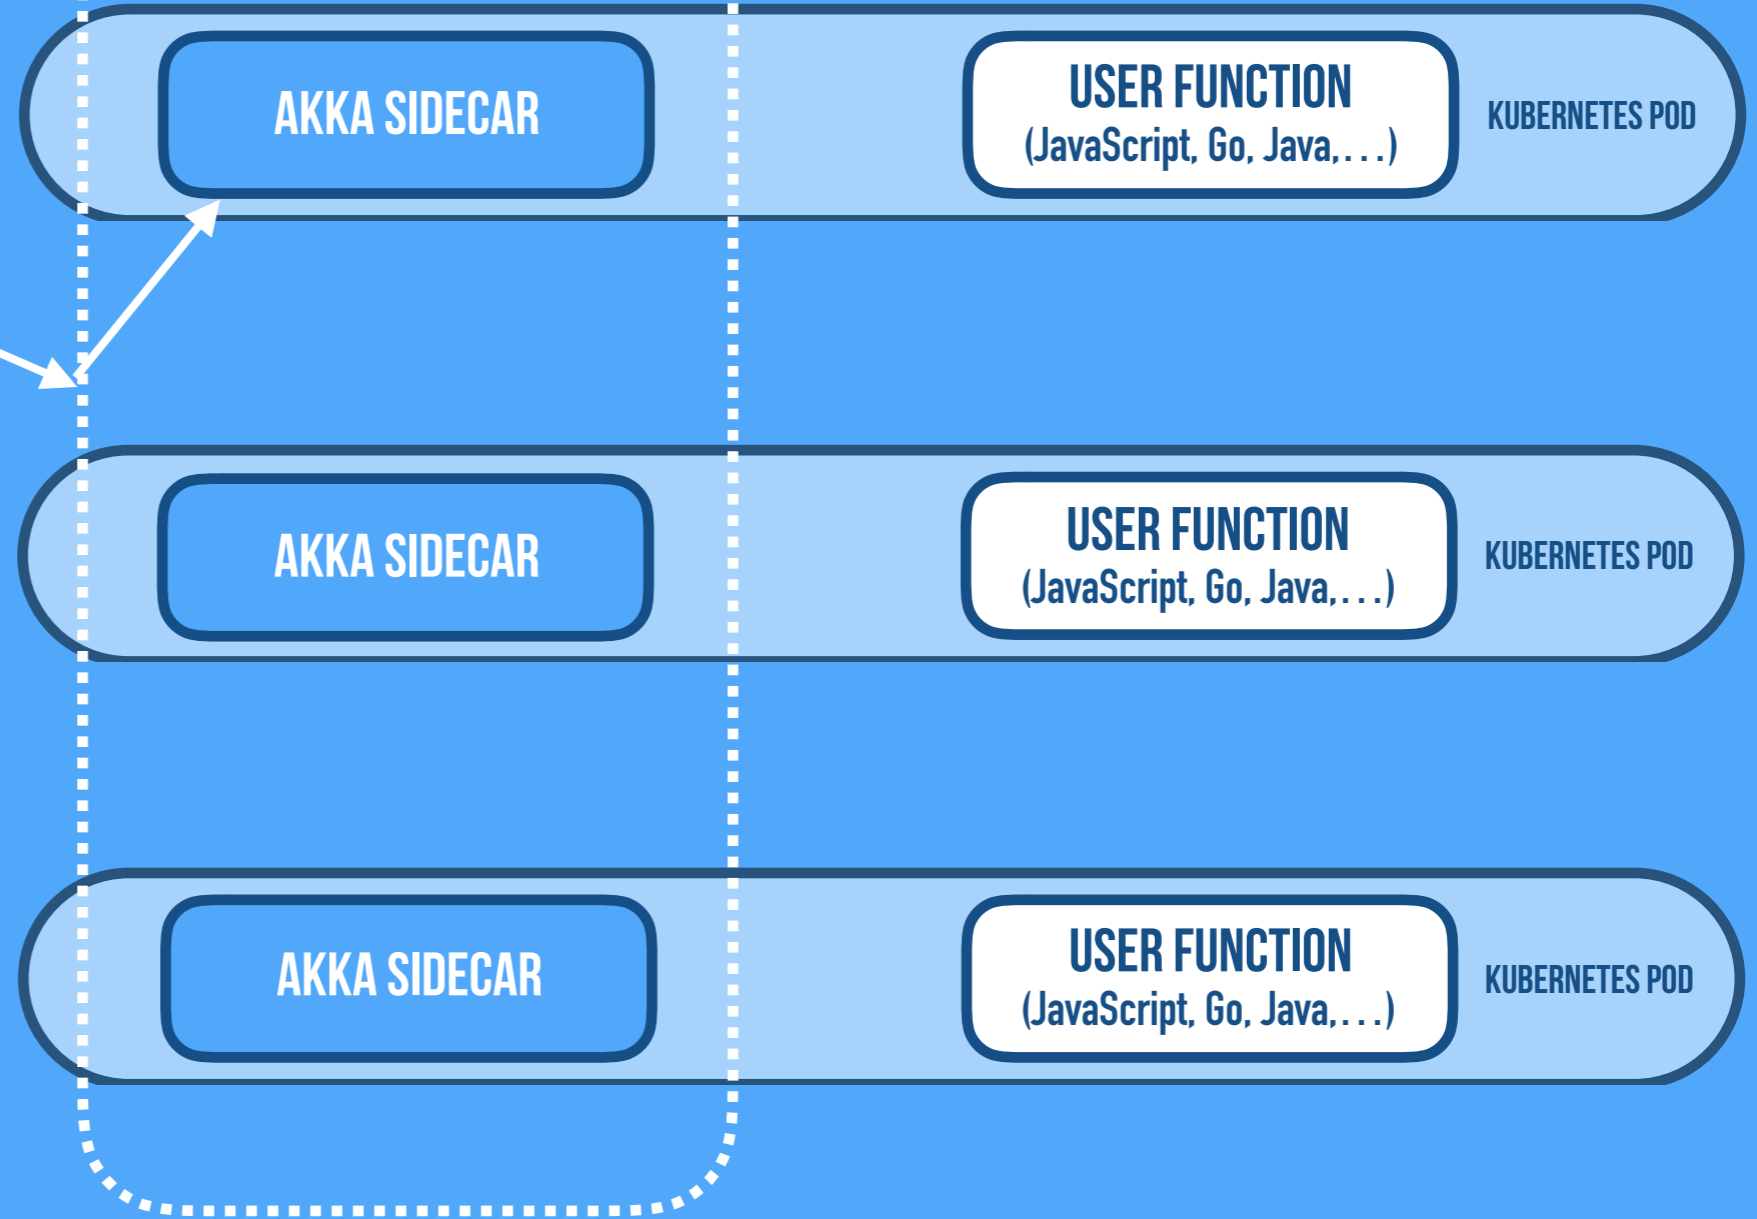 AKKA SIDECAR
USER FUNCTION
(JavaScript, Go, Java,...)
KUBERNETES POD
AKKA SIDECAR
USER FUNCTION
(JavaScript, Go, Java,...)
KUBERNETES POD
AKKA SIDECAR
USER FUNCTION
(JavaScript, Go, Java,...)
KUBERNETES POD